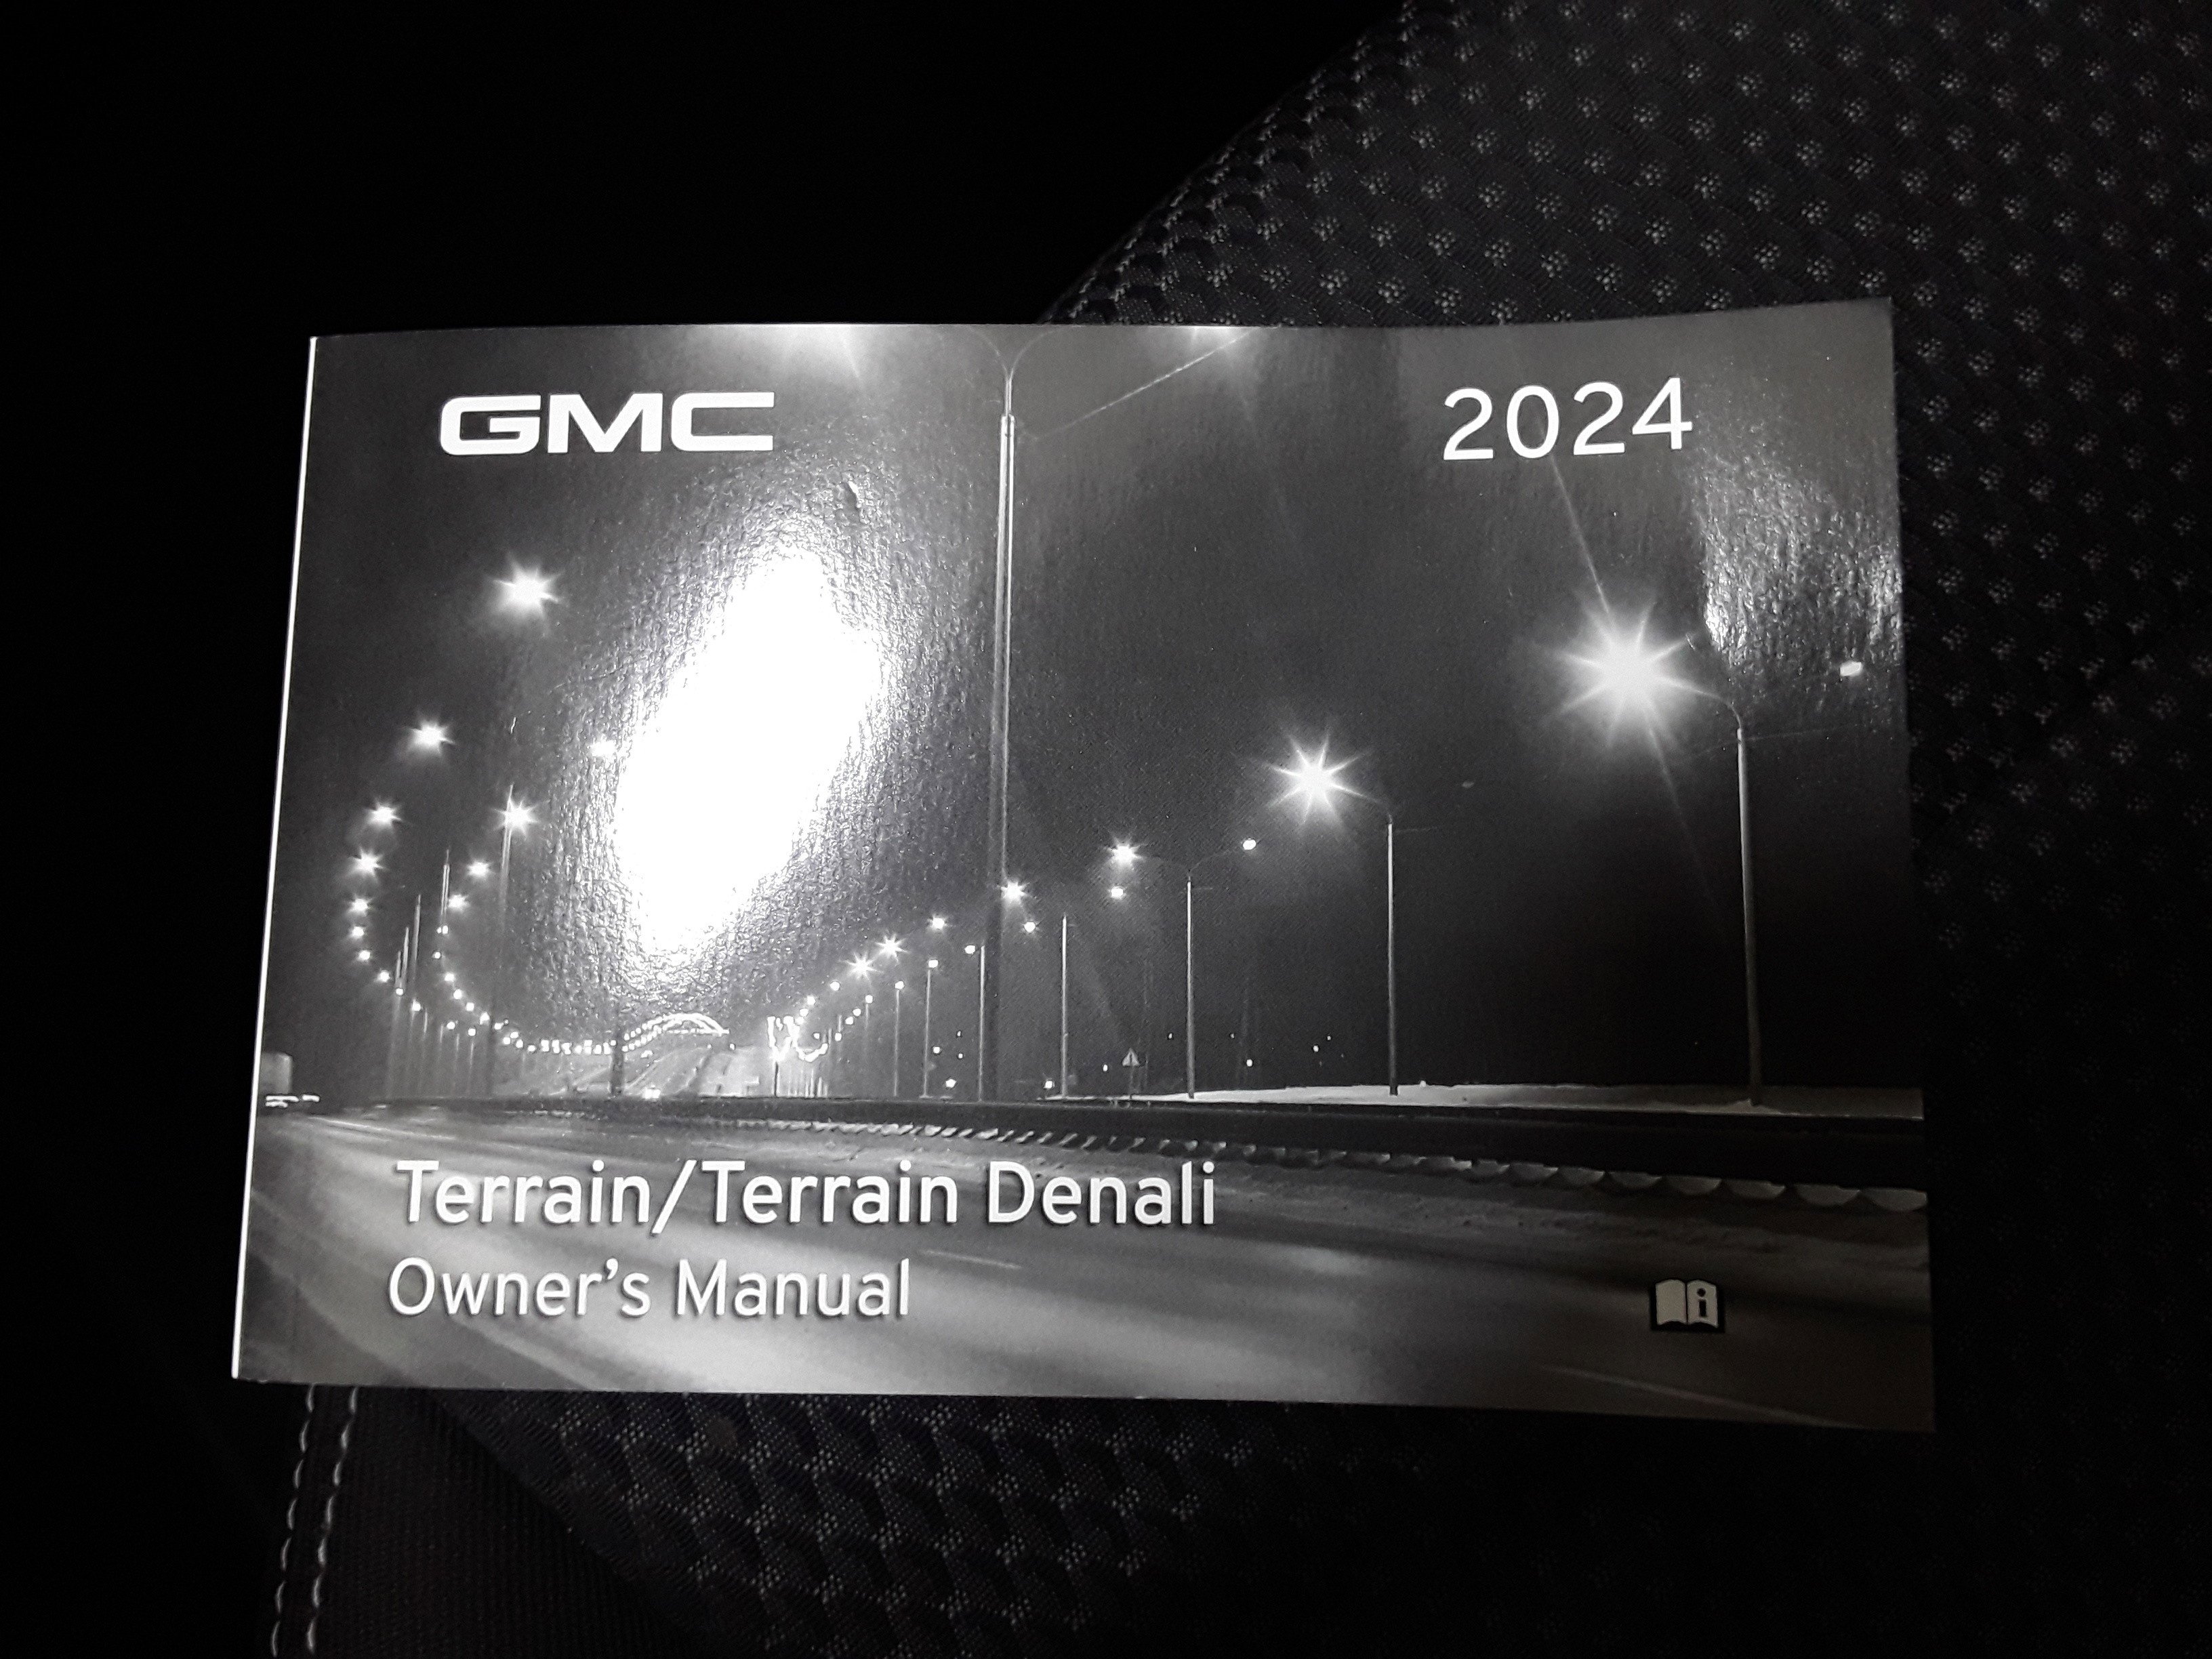 GMC
2024
Terrain/Terrain Denali
Owner's Manual
i